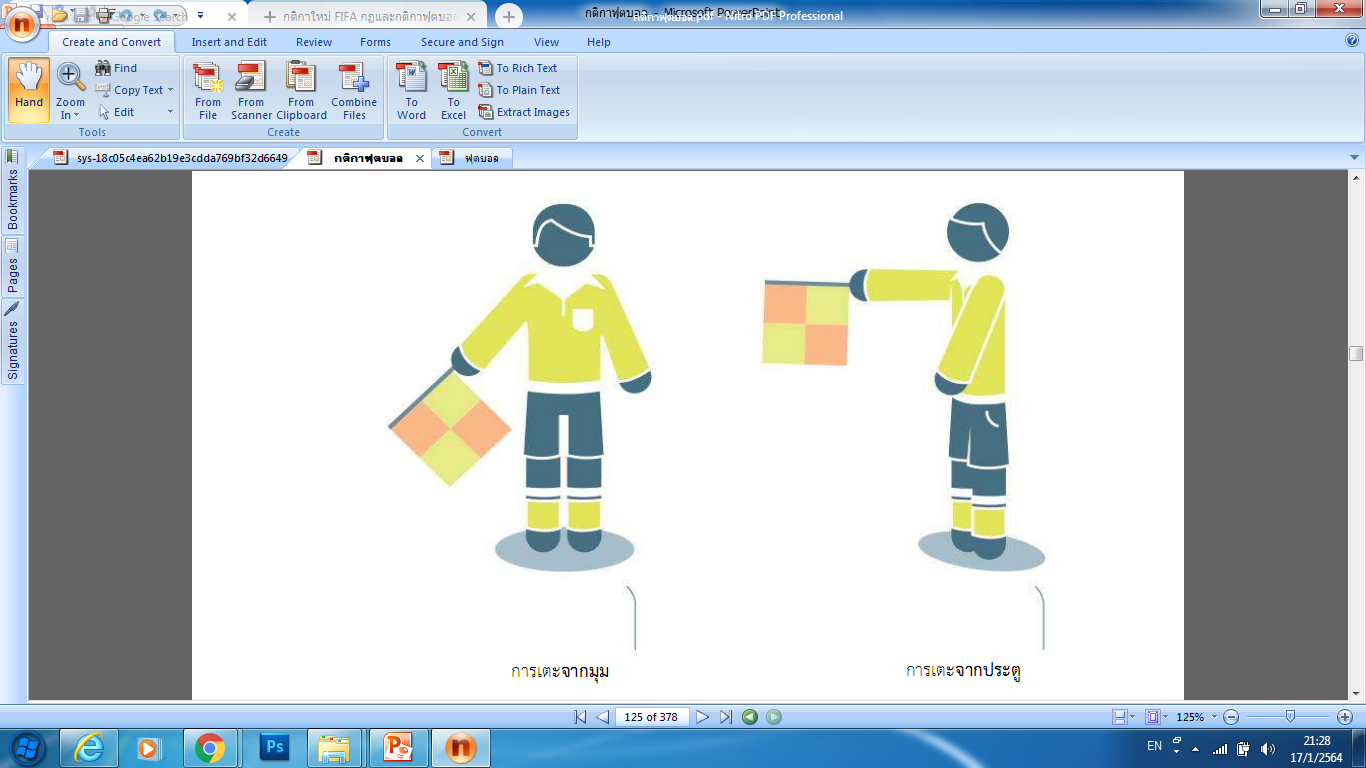 กติกาใหม่ FIFA กฎและกติกาฟุตบอ
กติกาฟุตบอล.pdf - Nitro PDF Professional
Create and Convert Insert and Edit Review Forms Secure and Sign View Help
Hand
Zoom In
Find
Copy Text
Edit
Tools
From File
From Scanner
From Clipboard
Combine Files
Create
To Word
To Excel
To Rich Text
To Plain Text
Extract Images
Convert
sys-18c05c4ea62b19e3cdda769bf32d6649 กติกาฟุตบอล ฟุตบอล
Bookmarks
Pages
Signatures
การเตะจากมุม
การเตะจากประตู
125 of 378
125%
Ps
EN
21:28
17/1/2564